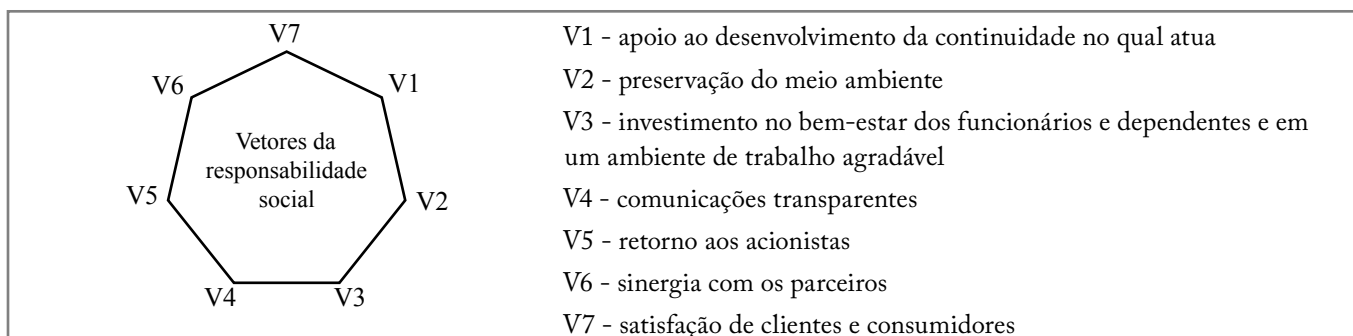 V7
V6
V1
Vetores da
responsabilidade
social
V5
V2
V4
V3
V1 - apoio ao desenvolvimento da continuidade no qual atua
V2 - preservação do meio ambiente
V3 - investimento no bem-estar dos funcionários e dependentes e em
um ambiente de trabalho agradável
V4 - comunicações transparentes
V5 - retorno aos acionistas
V6 - sinergia com os parceiros
V7 - satisfação de clientes e consumidores